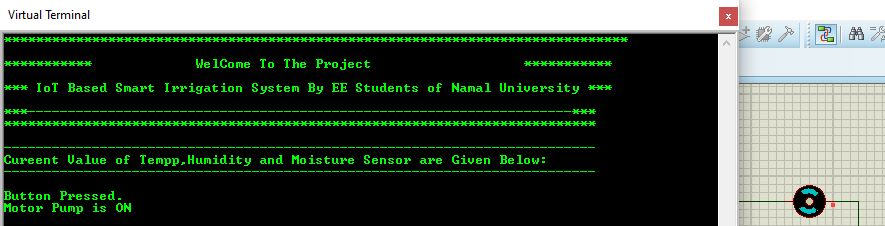 Virtual Terminal
*****************************************************************************
*********** WelCome To The Project ***********
*** IoT Based Smart Irrigation System By EE Students of Namal University ***
***-------------------------------------------------------------------***
*************************************************************************
-------------------------------------------------------------------------
Cureent Value of Tempp,Humidity and Moisture Sensor are Given Below:
-------------------------------------------------------------------------
Button Pressed.
Motor Pump is ON